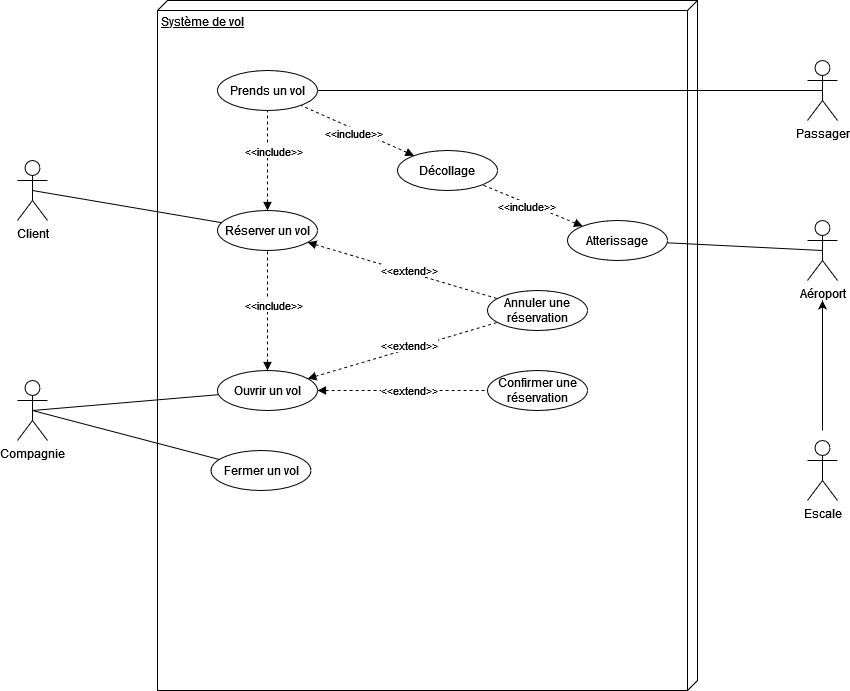 Système de vol
Prends un vol
Passager
<<include>>
<<include>>
Décollage
Client
<<include>>
Réserver un vol
Atterissage
<<extend>>
Aéroport
<<include>>
Annuler une
réservation
<<extend>>
Ouvrir un vol
<<extend>>
Confirmer une
réservation
Compagnie
Fermer un vol
Escale